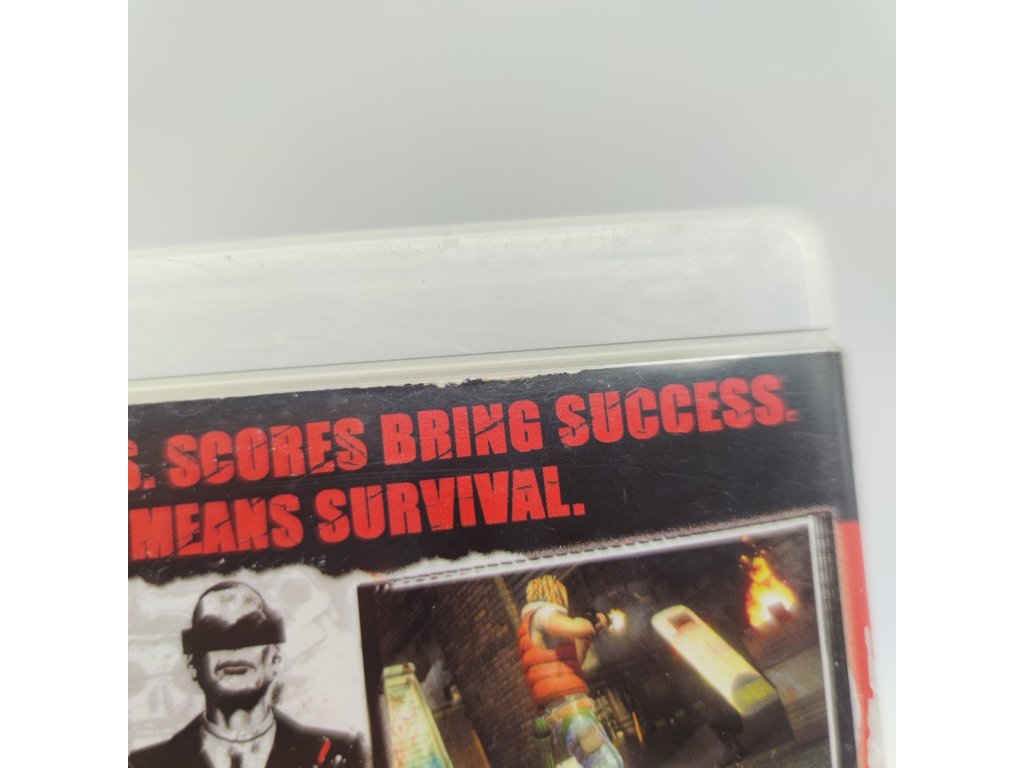 S. SCORES BRING SUCCESS.
MEANS SURVIVAL.